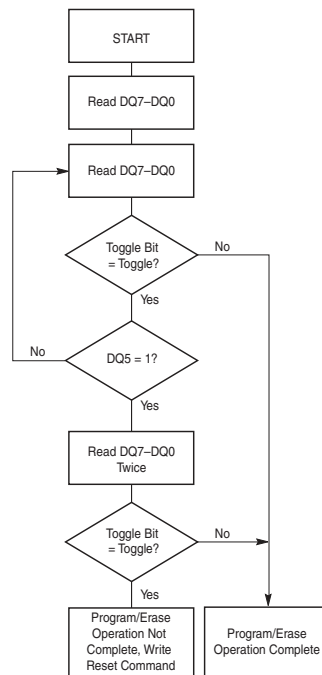 START
Read DQ7–DQ0
Read DQ7–DQ0
Toggle Bit
= Toggle?
No
Yes
No
DQ5 = 1?
Yes
Read DQ7–DQ0
Twice
Toggle Bit
= Toggle?
No
Yes
Program/Erase
Operation Not
Complete, Write
Reset Command
Program/Erase
Operation Complete